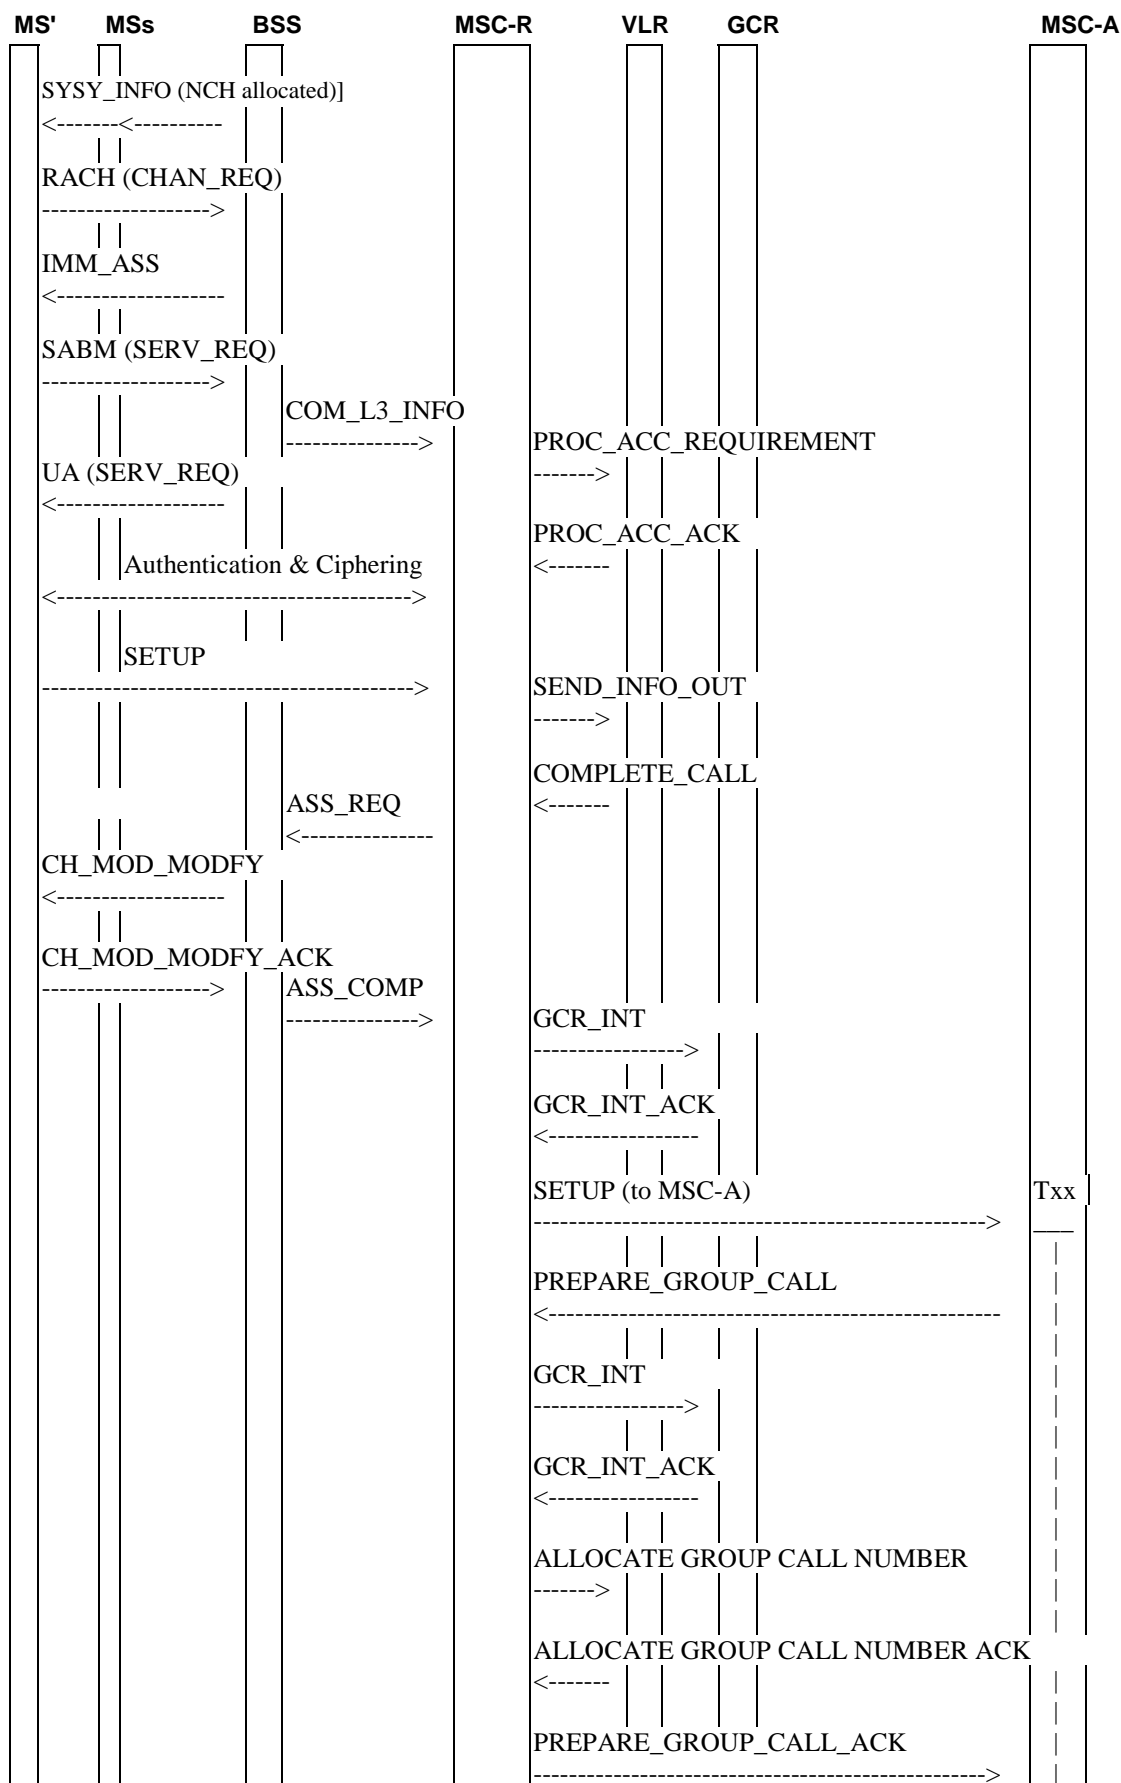 MS' MSs BSS MSC-R VLR GCR MSC-A
SYSY_INFO (NCH allocated)]
<-------<----------
RACH (CHAN_REQ)
------------------->
IMM_ASS
<-------------------
SABM (SERV_REQ)
------------------->
COM_L3_INFO
--------------->
PROC_ACC_REQUIREMENT
------->
UA (SERV_REQ)
<-------------------
PROC_ACC_ACK
<-------
Authentication & Ciphering
<---------------------------------------->
SETUP
------------------------------------------>
SEND_INFO_OUT
------->
COMPLETE_CALL
<-------
ASS_REQ
<---------------
CH_MOD_MODFY
<-------------------
CH_MOD_MODFY_ACK
------------------->
ASS_COMP
--------------->
GCR_INT
----------------->
GCR_INT_ACK
<-----------------
SETUP (to MSC-A) Txx
---------------------------------------------------> ___
PREPARE_GROUP_CALL
<---------------------------------------------------
GCR_INT
----------------->
GCR_INT_ACK
<-----------------
ALLOCATE GROUP CALL NUMBER
------->
ALLOCATE GROUP CALL NUMBER ACK
<-------
PREPARE_GROUP_CALL_ACK
--------------------------------------------------->